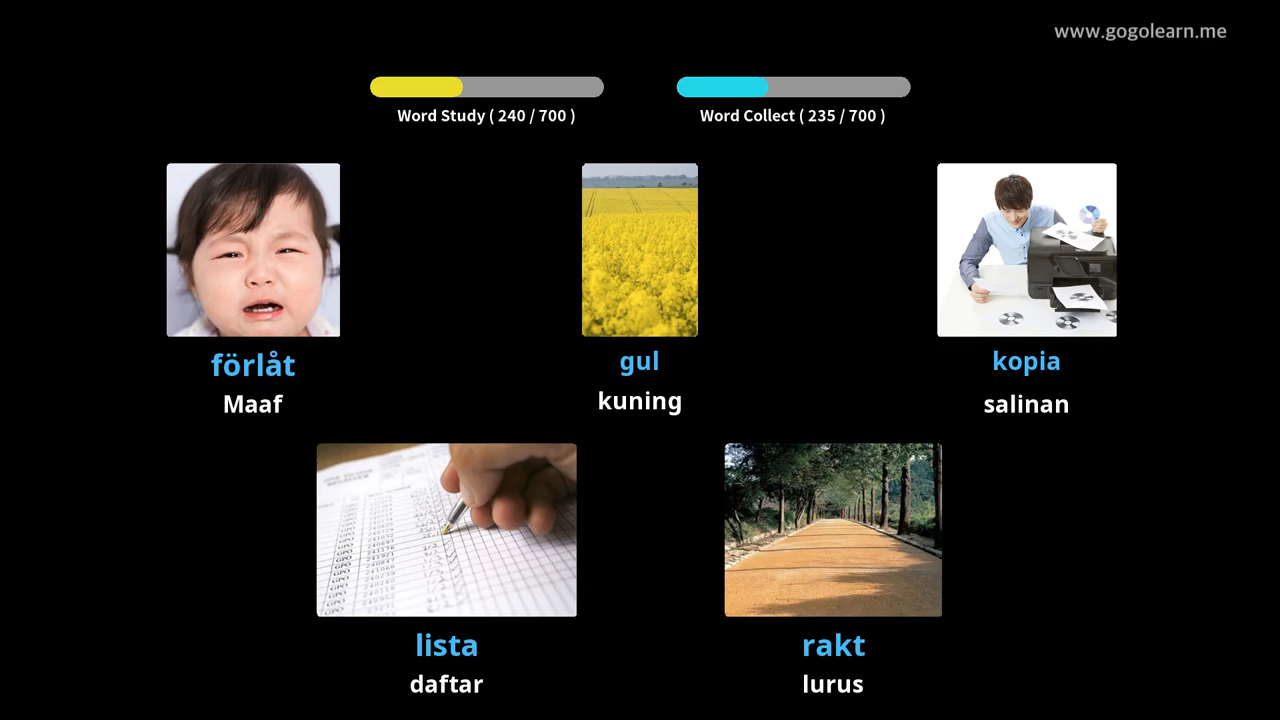 www.gogolearn.me
Word Study ( 240 / 700 )
Word Collect ( 235 / 700 )
förlåt
Maaf
gul
kuning
kopia
salinan
lista
daftar
rakt
lurus